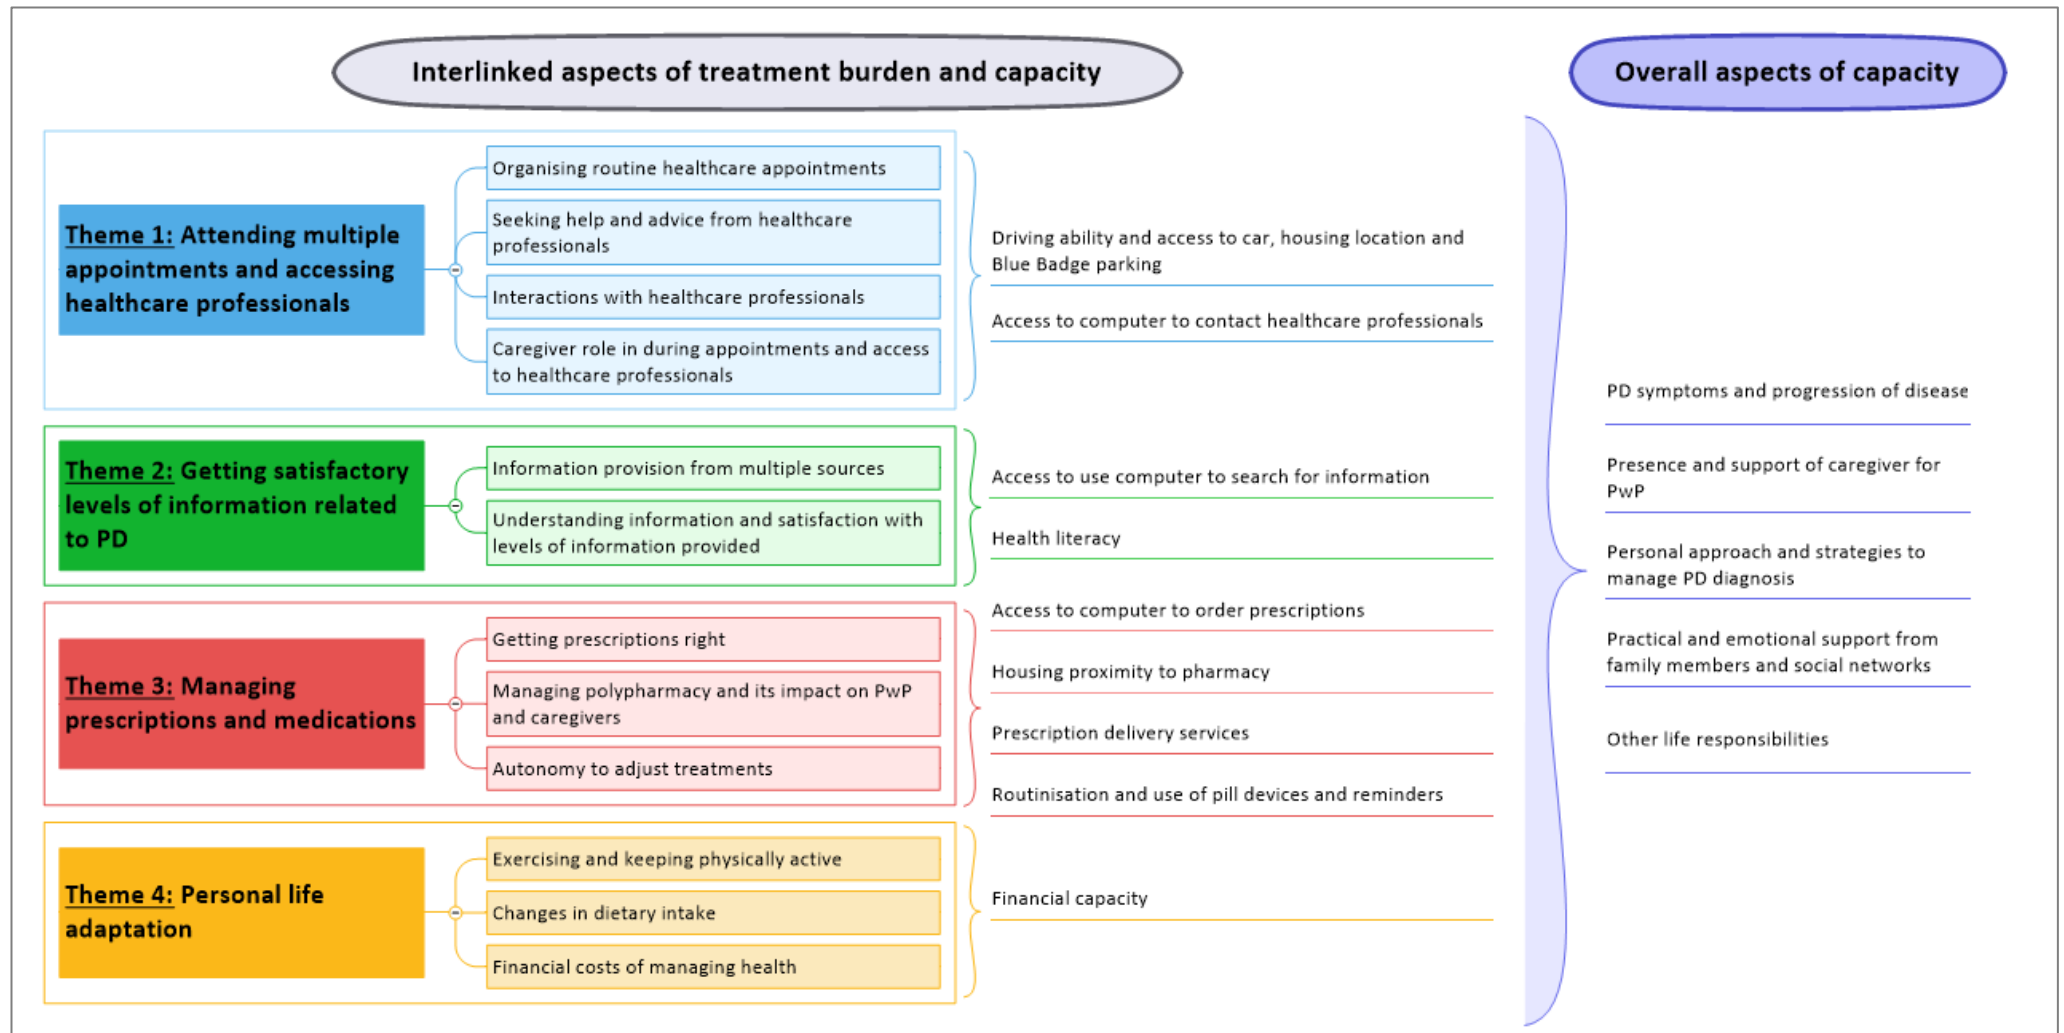 Interlinked aspects of treatment burden and capacity
Overall aspects of capacity
Theme 1: Attending multiple
appointments and accessing
healthcare professionals
Organising routine healthcare appointments
Seeking help and advice from healthcare
professionals
Interactions with healthcare professionals
Caregiver role in during appointments and access
to healthcare professionals
Driving ability and access to car, housing location and
Blue Badge parking
Access to computer to contact healthcare professionals
Theme 2: Getting satisfactory
levels of information related
to PD
Information provision from multiple sources
Understanding information and satisfaction with
levels of information provided
Access to use computer to search for information
Health literacy
Theme 3: Managing
prescriptions and medications
Getting prescriptions right
Managing polypharmacy and its impact on PwP
and caregivers
Autonomy to adjust treatments
Access to computer to order prescriptions
Housing proximity to pharmacy
Prescription delivery services
Routinisation and use of pill devices and reminders
Theme 4: Personal life
adaptation
Exercising and keeping physically active
Changes in dietary intake
Financial costs of managing health
Financial capacity
PD symptoms and progression of disease
Presence and support of caregiver for
PwP
Personal approach and strategies to
manage PD diagnosis
Practical and emotional support from
family members and social networks
Other life responsibilities